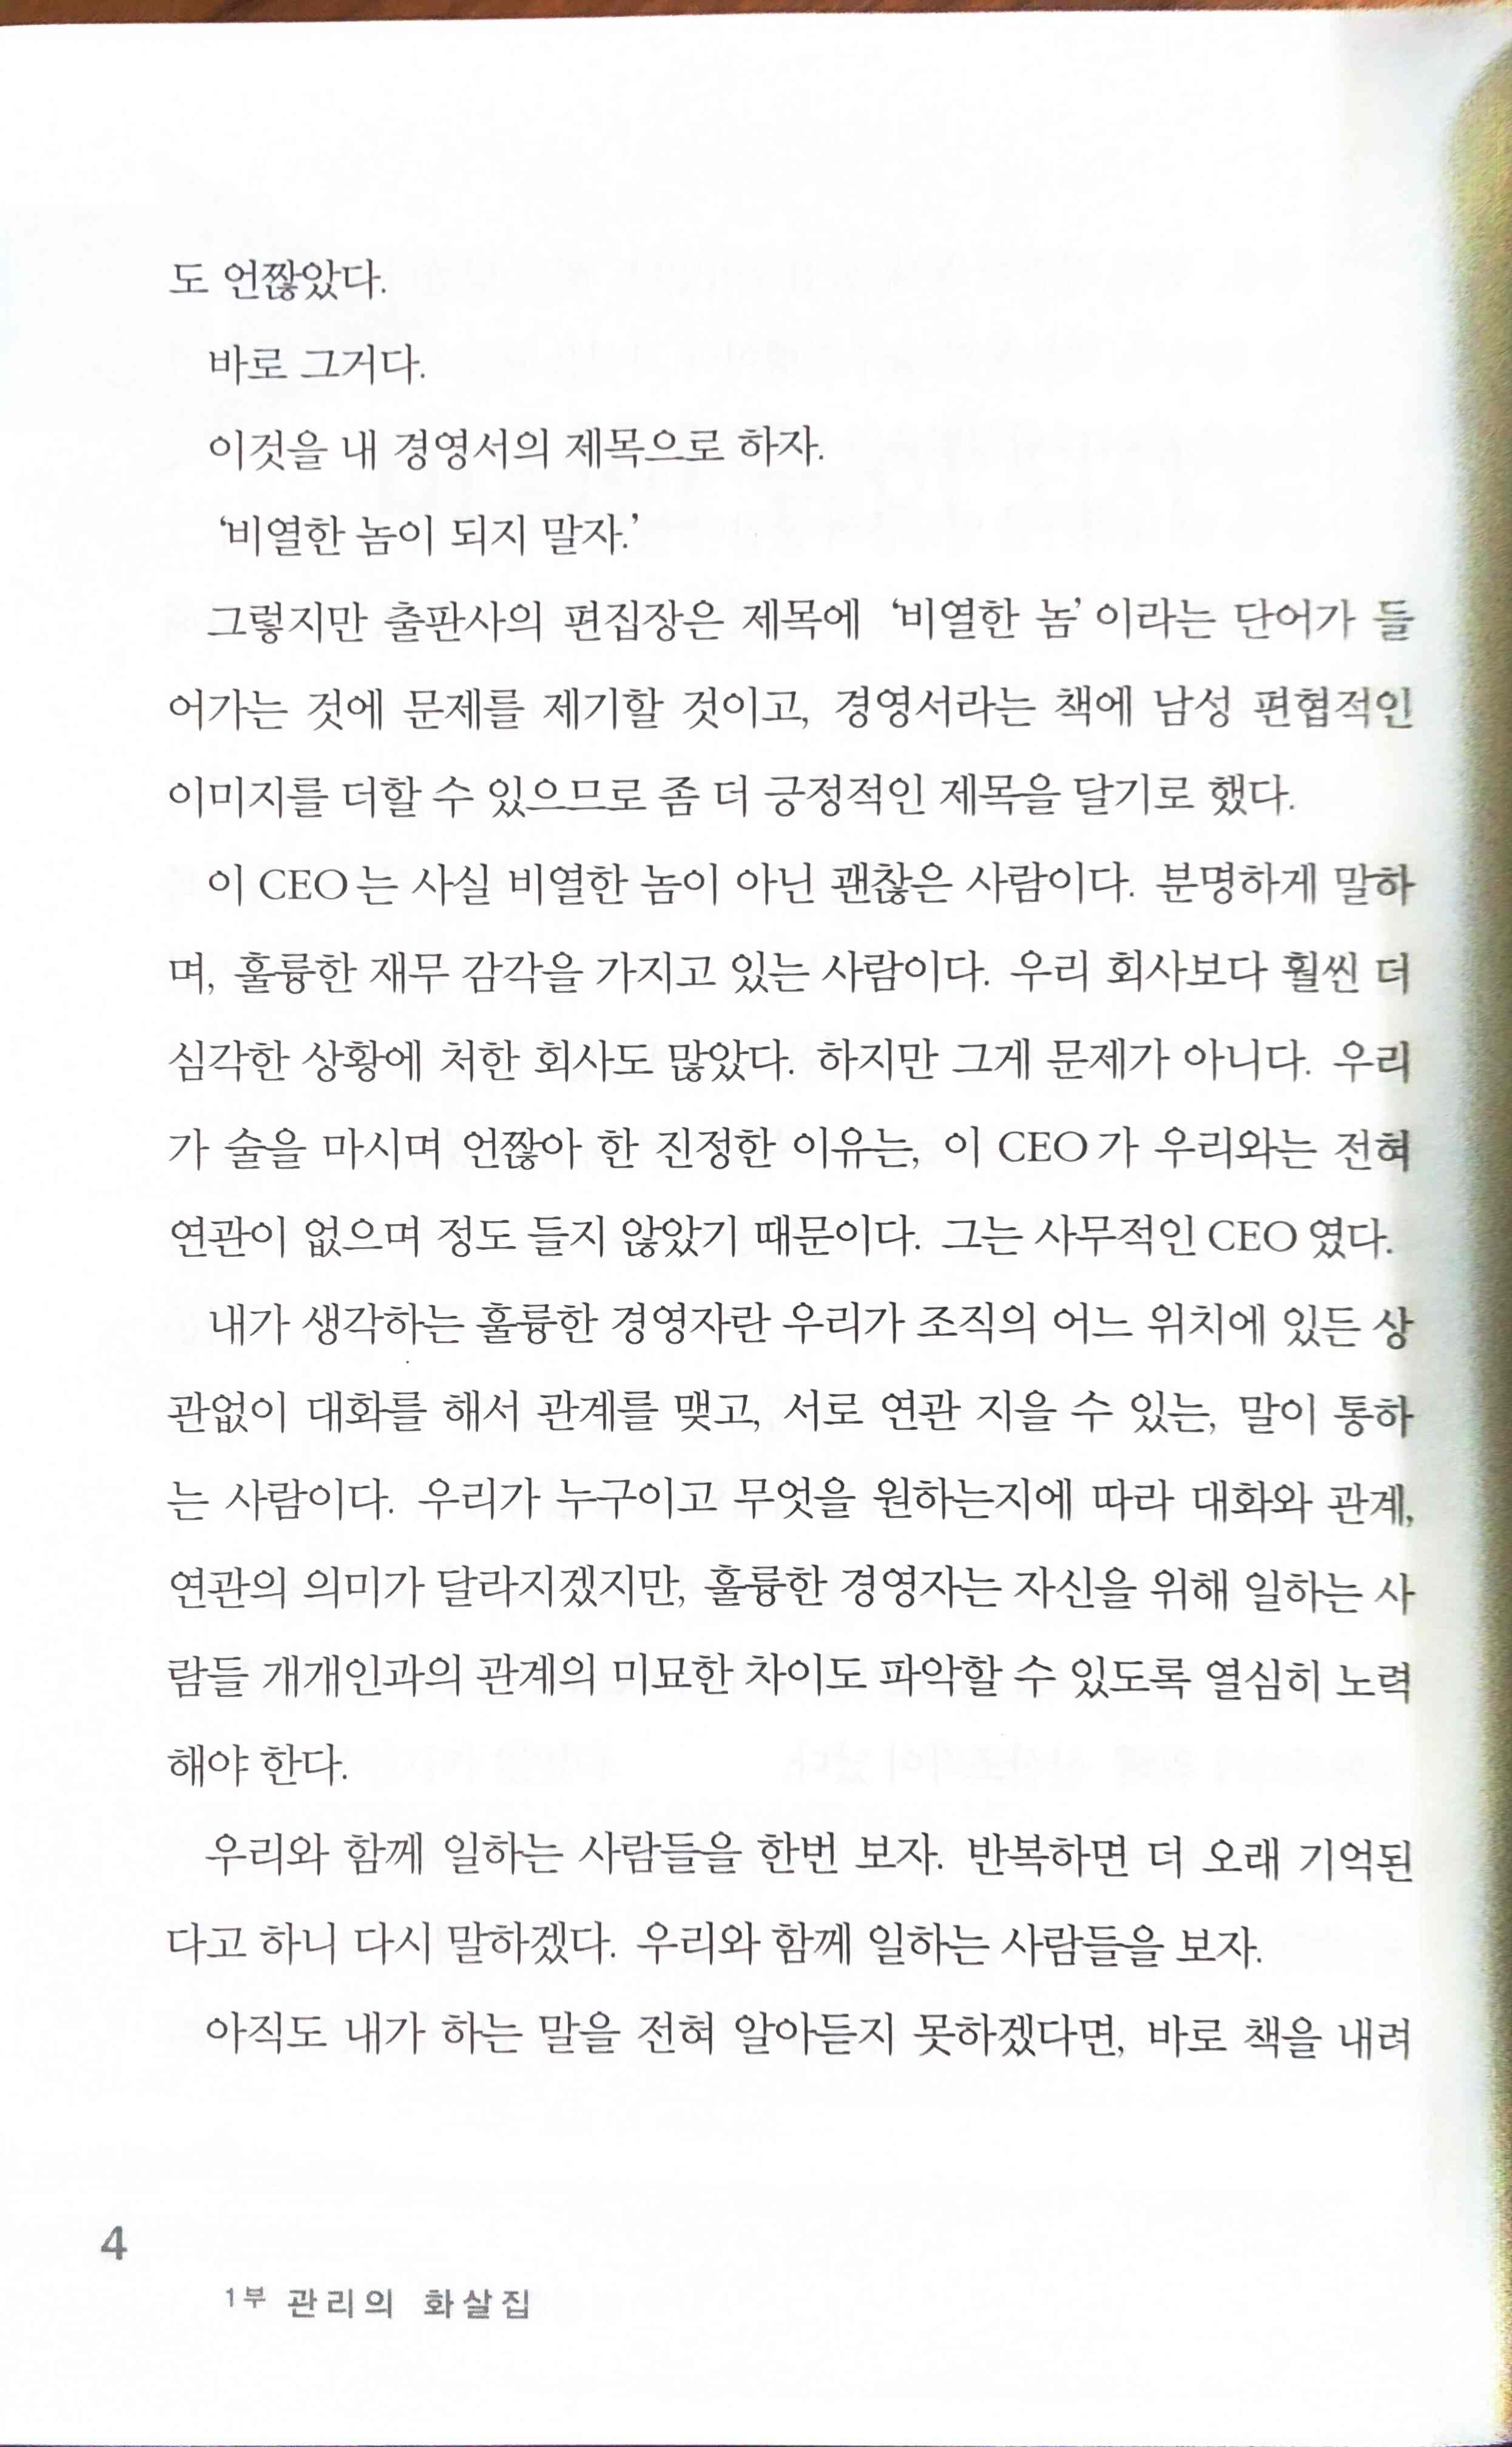 도 언짢았다.
바로 그거다.
이것을 내 경영서의 제목으로 하자.
‘비열한 놈이 되지 말자.’
그렇지만 출판사의 편집장은 제목에 ‘비열한 놈’이라는 단어가 들
어가는 것에 문제를 제기할 것이고, 경영서라는 책에 남성 편협적인
이미지를 더할 수 있으므로 좀 더 긍정적인 제목을 달기로 했다.
이 CEO는 사실 비열한 놈이 아닌 괜찮은 사람이다. 분명하게 말하
며, 훌륭한 재무 감각을 가지고 있는 사람이다. 우리 회사보다 훨씬 더
심각한 상황에 처한 회사도 많았다. 하지만 그게 문제가 아니다. 우리
가 술을 마시며 언짢아 한 진정한 이유는, 이 CEO가 우리와는 전혀
연관이 없으며 정도 들지 않았기 때문이다. 그는 사무적인 CEO였다.
내가 생각하는 훌륭한 경영자란 우리가 조직의 어느 위치에 있든 상
관없이 대화를 해서 관계를 맺고, 서로 연관 지을 수 있는, 말이 통하
는 사람이다. 우리가 누구이고 무엇을 원하는지에 따라 대화와 관계,
연관의 의미가 달라지겠지만, 훌륭한 경영자는 자신을 위해 일하는 사
람들 개개인과의 관계의 미묘한 차이도 파악할 수 있도록 열심히 노력
해야 한다.
우리와 함께 일하는 사람들을 한번 보자. 반복하면 더 오래 기억된
다고 하니 다시 말하겠다. 우리와 함께 일하는 사람들을 보자.
아직도 내가 하는 말을 전혀 알아듣지 못하겠다면, 바로 책을 내려
4
1부 관리의 화살집